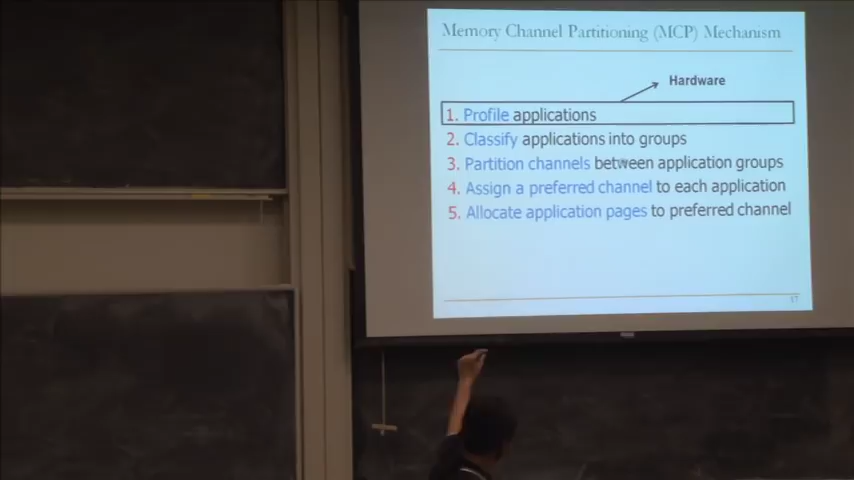 Memory Channel Partitioning (MCP) Mechanism
Hardware
1. Profile applications
2. Classify applications into groups
3. Partition channels between application groups
4. Assign a preferred channel to each application
5. Allocate application pages to preferred channel
17